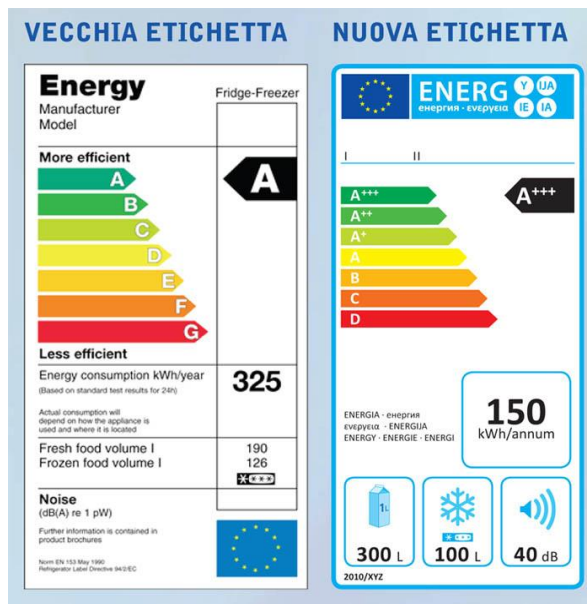 VECCHIA ETICHETTA
Energy
Manufacturer
Model
Fridge-Freezer
More efficient
A
A
B
C
D
E
F
G
Less efficient
Energy consumption kWh/year
325
(Based on standard test results for 24h)
Actual consumption will
depend on how the appliance is
used and where it is located
Fresh food volume l
190
Frozen food volume l
126
Noise
(dB(A) re 1 pW)
Further information is contained in
product brochures
Norm EN 153 May 1990
Refrigerator Label Directive 94/2/EC
NUOVA ETICHETTA
ENERG
Y IJA
IE IA
енергия · ενεργεια
I II
A+++
A+++
A++
A+
A
B
C
D
ENERGIA · енергия
ενεργεια · ENERGIJA
ENERGY · ENERGIE · ENERGI
150
kWh/annum
1L
300 L
100 L
40 dB
2010/XYZ